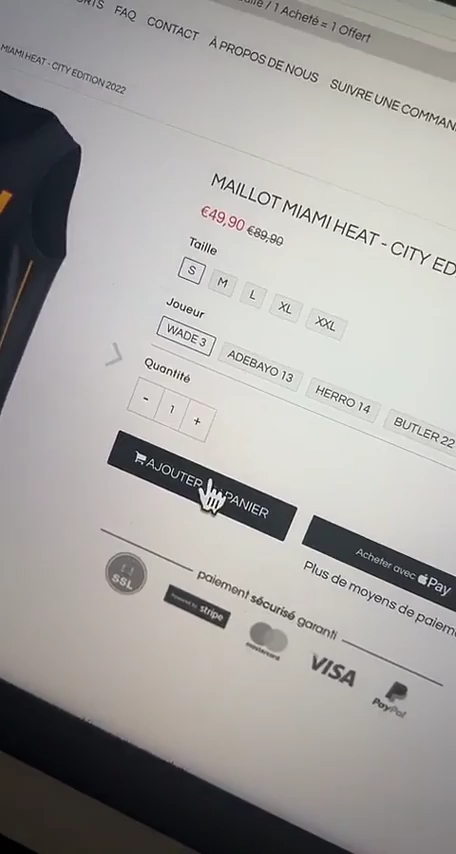 / 1 Acheté = 1 Offert
FAQ CONTACT À PROPOS DE NOUS SUIVRE UNE COMMAN
MIAMI HEAT - CITY EDITION 2022
MAILLOT MIAMI HEAT - CITY ED
€49,90 €89,90
Taille
S M L XL XXL
Joueur
WADE 3 ADEBAYO 13 HERRO 14 BUTLER 22
Quantité
- 1 +
AJOUTER PANIER
Acheter avec Pay
Plus de moyens de paiem
paiement sécurisé garanti
SSL
Powered by stripe
mastercard
VISA
PayPal